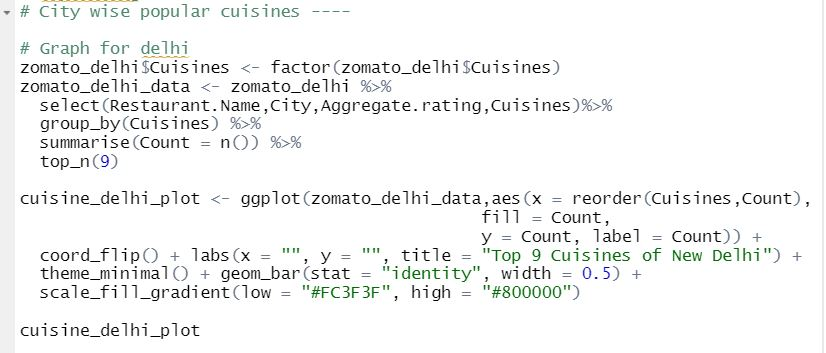 # City wise popular cuisines ----
# Graph for delhi
zomato_delhi$Cuisines <- factor(zomato_delhi$Cuisines)
zomato_delhi_data <- zomato_delhi %>%
select(Restaurant.Name,City,Aggregate.rating,Cuisines)%>%
group_by(Cuisines) %>%
summarise(Count = n()) %>%
top_n(9)
cuisine_delhi_plot <- ggplot(zomato_delhi_data,aes(x = reorder(Cuisines,Count),
fill = Count,
y = Count, label = Count)) +
coord_flip() + labs(x = "", y = "", title = "Top 9 Cuisines of New Delhi") +
theme_minimal() + geom_bar(stat = "identity", width = 0.5) +
scale_fill_gradient(low = "#FC3F3F", high = "#800000")
cuisine_delhi_plot